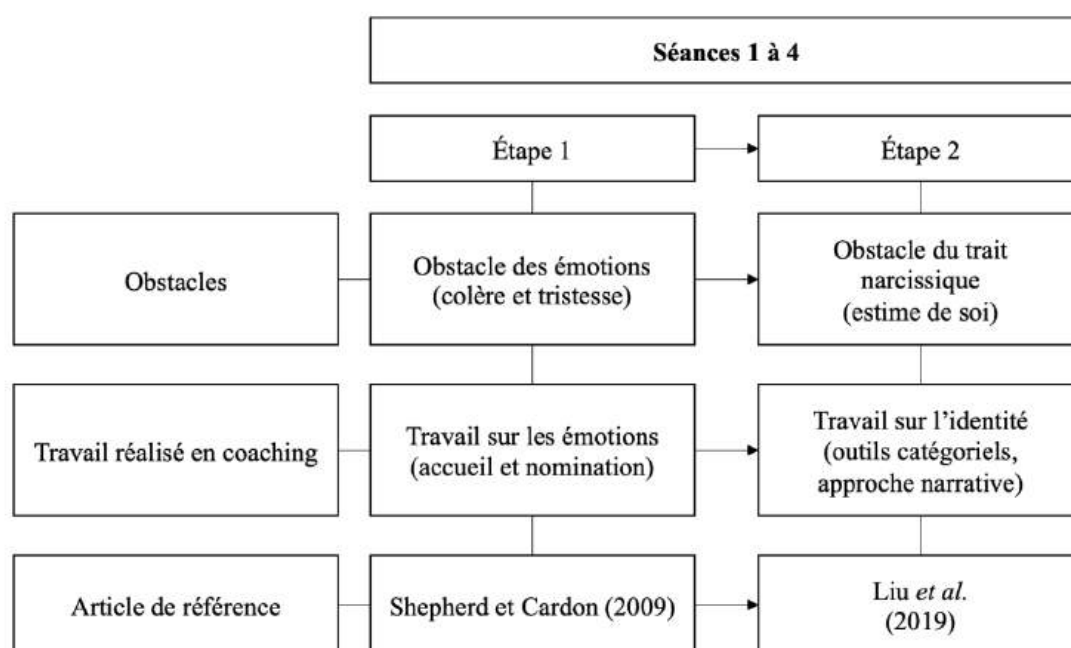 Séances 1 à 4
Étape 1
Étape 2
Obstacles
Obstacle des émotions
(colère et tristesse)
Obstacle du trait
narcissique
(estime de soi)
Travail réalisé en coaching
Travail sur les émotions
(accueil et nomination)
Travail sur l’identité
(outils catégoriels,
approche narrative)
Article de référence
Shepherd et Cardon (2009)
Liu et al.
(2019)